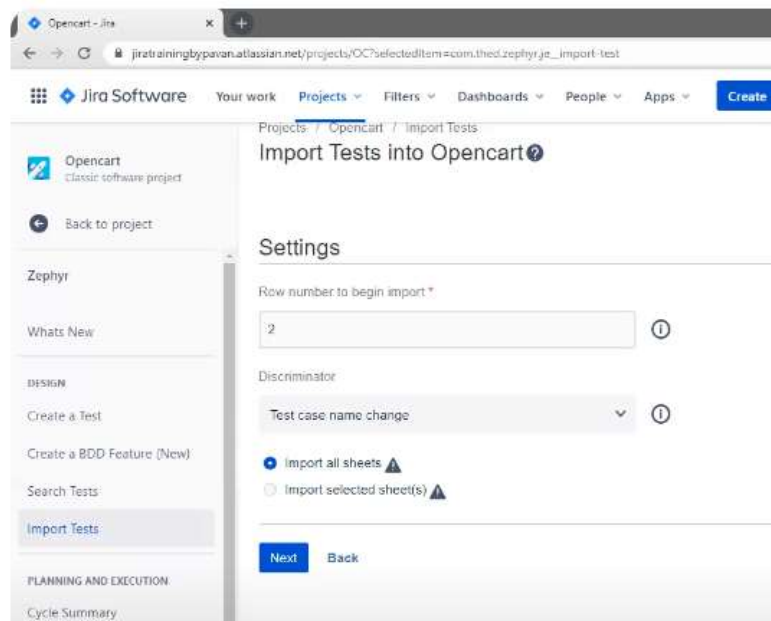 Opencart - Jira
jiratrainingbypavan.atlassian.net/projects/OC?selectedItem=com.thed.zephyr.je__import-test
Jira Software Your work Projects Filters Dashboards People Apps Create
Projects / Opencart / Import Tests
Import Tests into Opencart
Opencart
Classic software project
Back to project
Settings
Zephyr
Row number to begin import *
2
Whats New
DESIGN
Discriminator
Create a Test
Test case name change
Create a BDD Feature (New)
Import all sheets
Search Tests
Import selected sheet(s)
Import Tests
Next Back
PLANNING AND EXECUTION
Cycle Summary